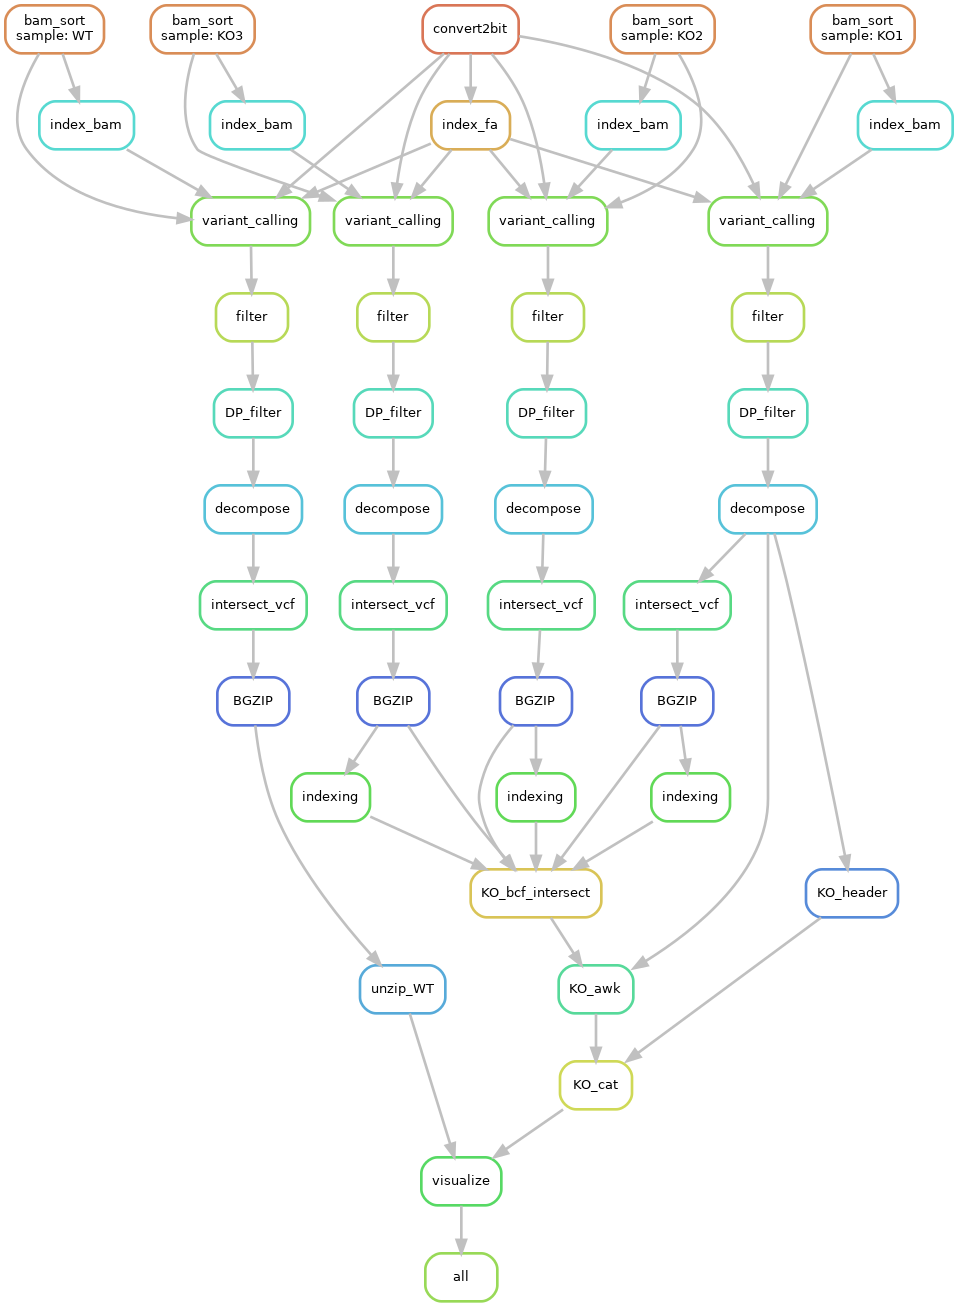 bam_sort
sample: WT
bam_sort
sample: KO3
convert2bit
bam_sort
sample: KO2
bam_sort
sample: KO1
index_bam
index_bam
index_fa
index_bam
index_bam
variant_calling
variant_calling
variant_calling
variant_calling
filter
filter
filter
filter
DP_filter
DP_filter
DP_filter
DP_filter
decompose
decompose
decompose
decompose
intersect_vcf
intersect_vcf
intersect_vcf
intersect_vcf
BGZIP
BGZIP
BGZIP
BGZIP
indexing
indexing
indexing
KO_bcf_intersect
KO_header
unzip_WT
KO_awk
KO_cat
visualize
all